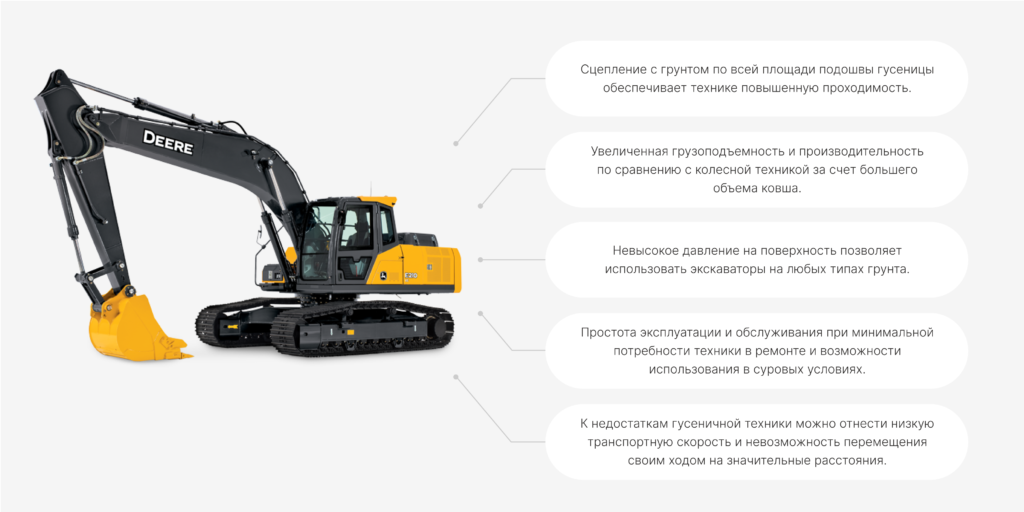 Сцепление с грунтом по всей площади подошвы гусеницы
обеспечивает технике повышенную проходимость.
DEERE
Увеличенная грузоподъемность и производительность
по сравнению с колесной техникой за счет большего
объема ковша.
Невысокое давление на поверхность позволяет
использовать экскаваторы на любых типах грунта.
Простота эксплуатации и обслуживания при минимальной
потребности техники в ремонте и возможности
использования в суровых условиях.
К недостаткам гусеничной техники можно отнести низкую
транспортную скорость и невозможность перемещения
своим ходом на значительные расстояния.